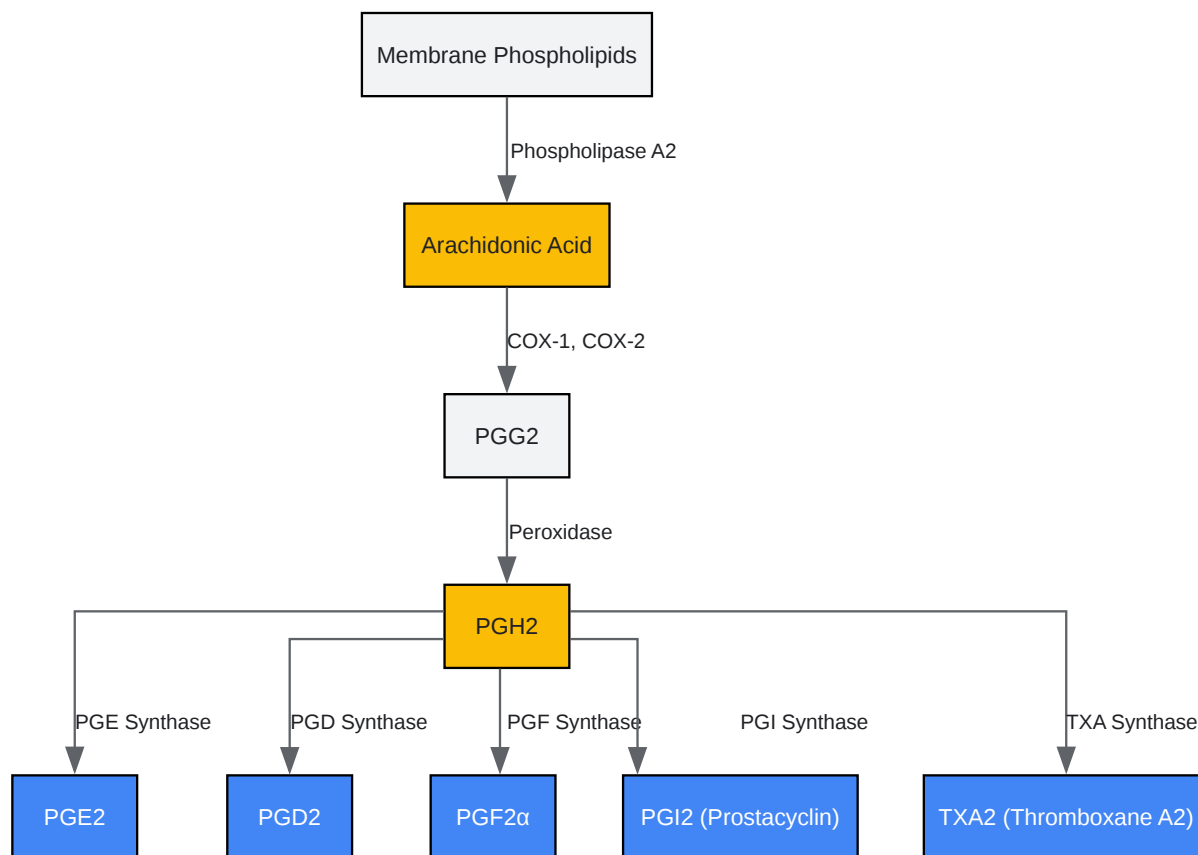 Membrane Phospholipids
Phospholipase A2
Arachidonic Acid
COX-1, COX-2
PGG2
Peroxidase
PGH2
PGE Synthase
PGD Synthase
PGF Synthase
PGI Synthase
TXA Synthase
PGE2
PGD2
PGF2α
PGI2 (Prostacyclin)
TXA2 (Thromboxane A2)